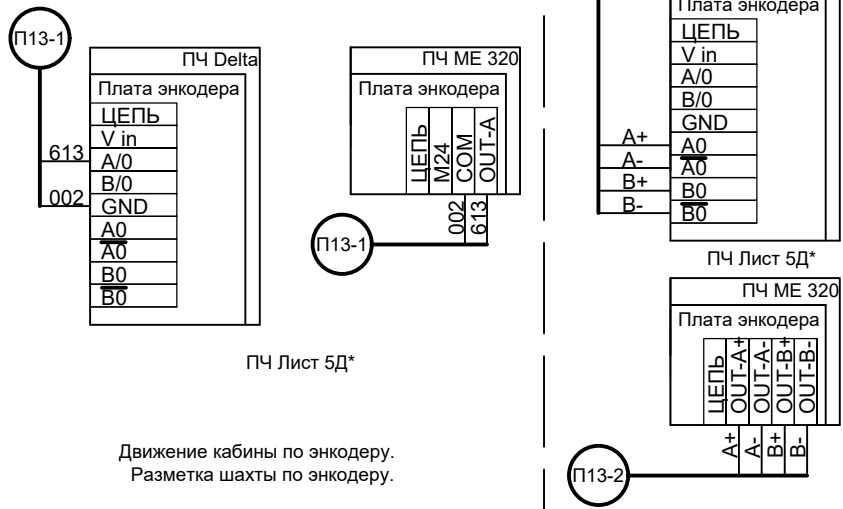 П13-1
ПЧ Delta
Плата энкодера
ЦЕПЬ
V in
613
A/0
B/0
002
GND
A0
A0
B0
B0
ПЧ ME 320
Плата энкодера
ЦЕПЬ
M24
COM
OUT-A
002
613
П13-1
ПЧ Лист 5Д*
Движение кабины по энкодеру.
Разметка шахты по энкодеру.
Плата энкодера
ЦЕПЬ
V in
A/0
B/0
GND
A+
A0
A-
A0
B+
B0
B-
B0
ПЧ Лист 5Д*
ПЧ ME 320
Плата энкодера
ЦЕПЬ
OUT-A+
OUT-A-
OUT-B+
OUT-B-
A+
A-
B+
B-
П13-2